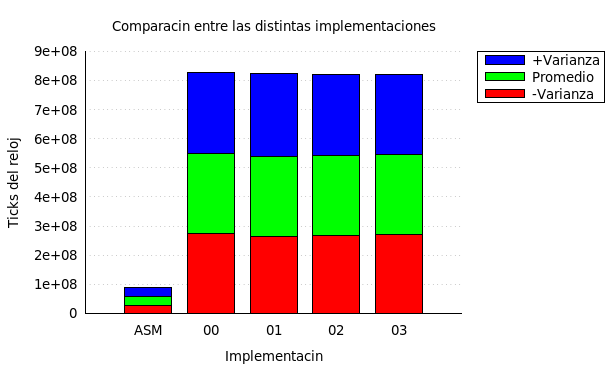 Comparacin entre las distintas implementaciones
9e+08
8e+08
7e+08
6e+08
5e+08
4e+08
3e+08
2e+08
1e+08
0
Ticks del reloj
ASM 00 01 02 03
Implementacin
+Varianza
Promedio
-Varianza